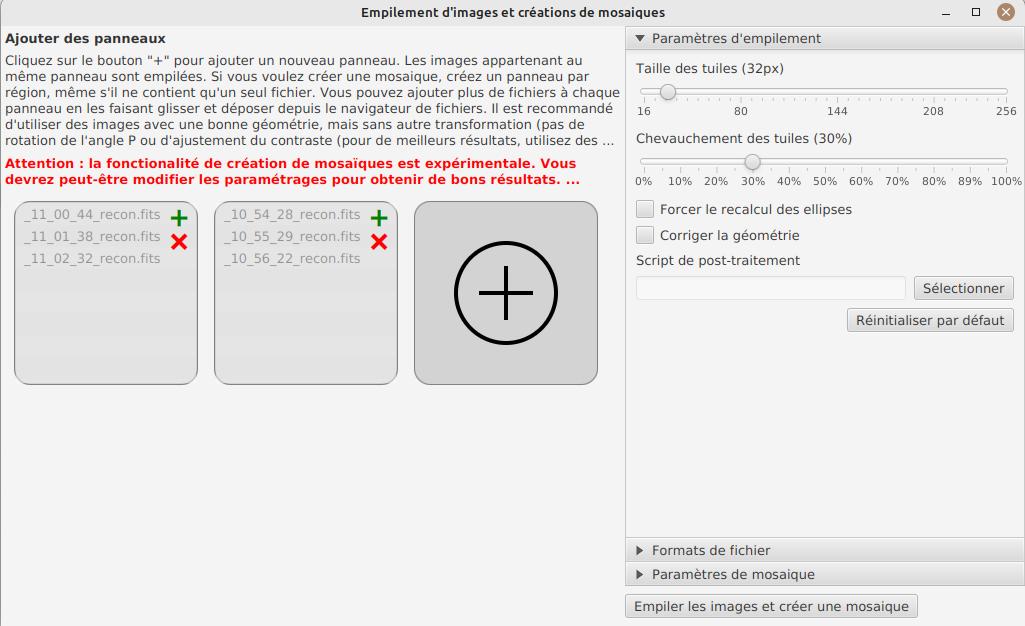 Empilement d'images et créations de mosaiques
Ajouter des panneaux
Cliquez sur le bouton "+" pour ajouter un nouveau panneau. Les images appartenant au
même panneau sont empilées. Si vous voulez créer une mosaique, créez un panneau par
région, même s'il ne contient qu'un seul fichier. Vous pouvez ajouter plus de fichiers à chaque
panneau en les faisant glisser et déposer depuis le navigateur de fichiers. Il est recommandé
d'utiliser des images avec une bonne géométrie, mais sans autre transformation (pas de
rotation de l'angle P ou d'ajustement du contraste (pour de meilleurs résultats, utilisez des ...
Attention : la fonctionalité de création de mosaïques est expérimentale. Vous
devrez peut-être modifier les paramétrages pour obtenir de bons résultats. ...
_11_00_44_recon.fits
_11_01_38_recon.fits
_11_02_32_recon.fits
_10_54_28_recon.fits
_10_55_29_recon.fits
_10_56_22_recon.fits
Paramètres d'empilement
Taille des tuiles (32px)
16 80 144 208 256
Chevauchement des tuiles (30%)
0% 10% 20% 30% 40% 50% 60% 70% 80% 89% 100%
Forcer le recalcul des ellipses
Corriger la géométrie
Script de post-traitement
Sélectionner
Réinitialiser par défaut
Formats de fichier
Paramètres de mosaique
Empiler les images et créer une mosaique